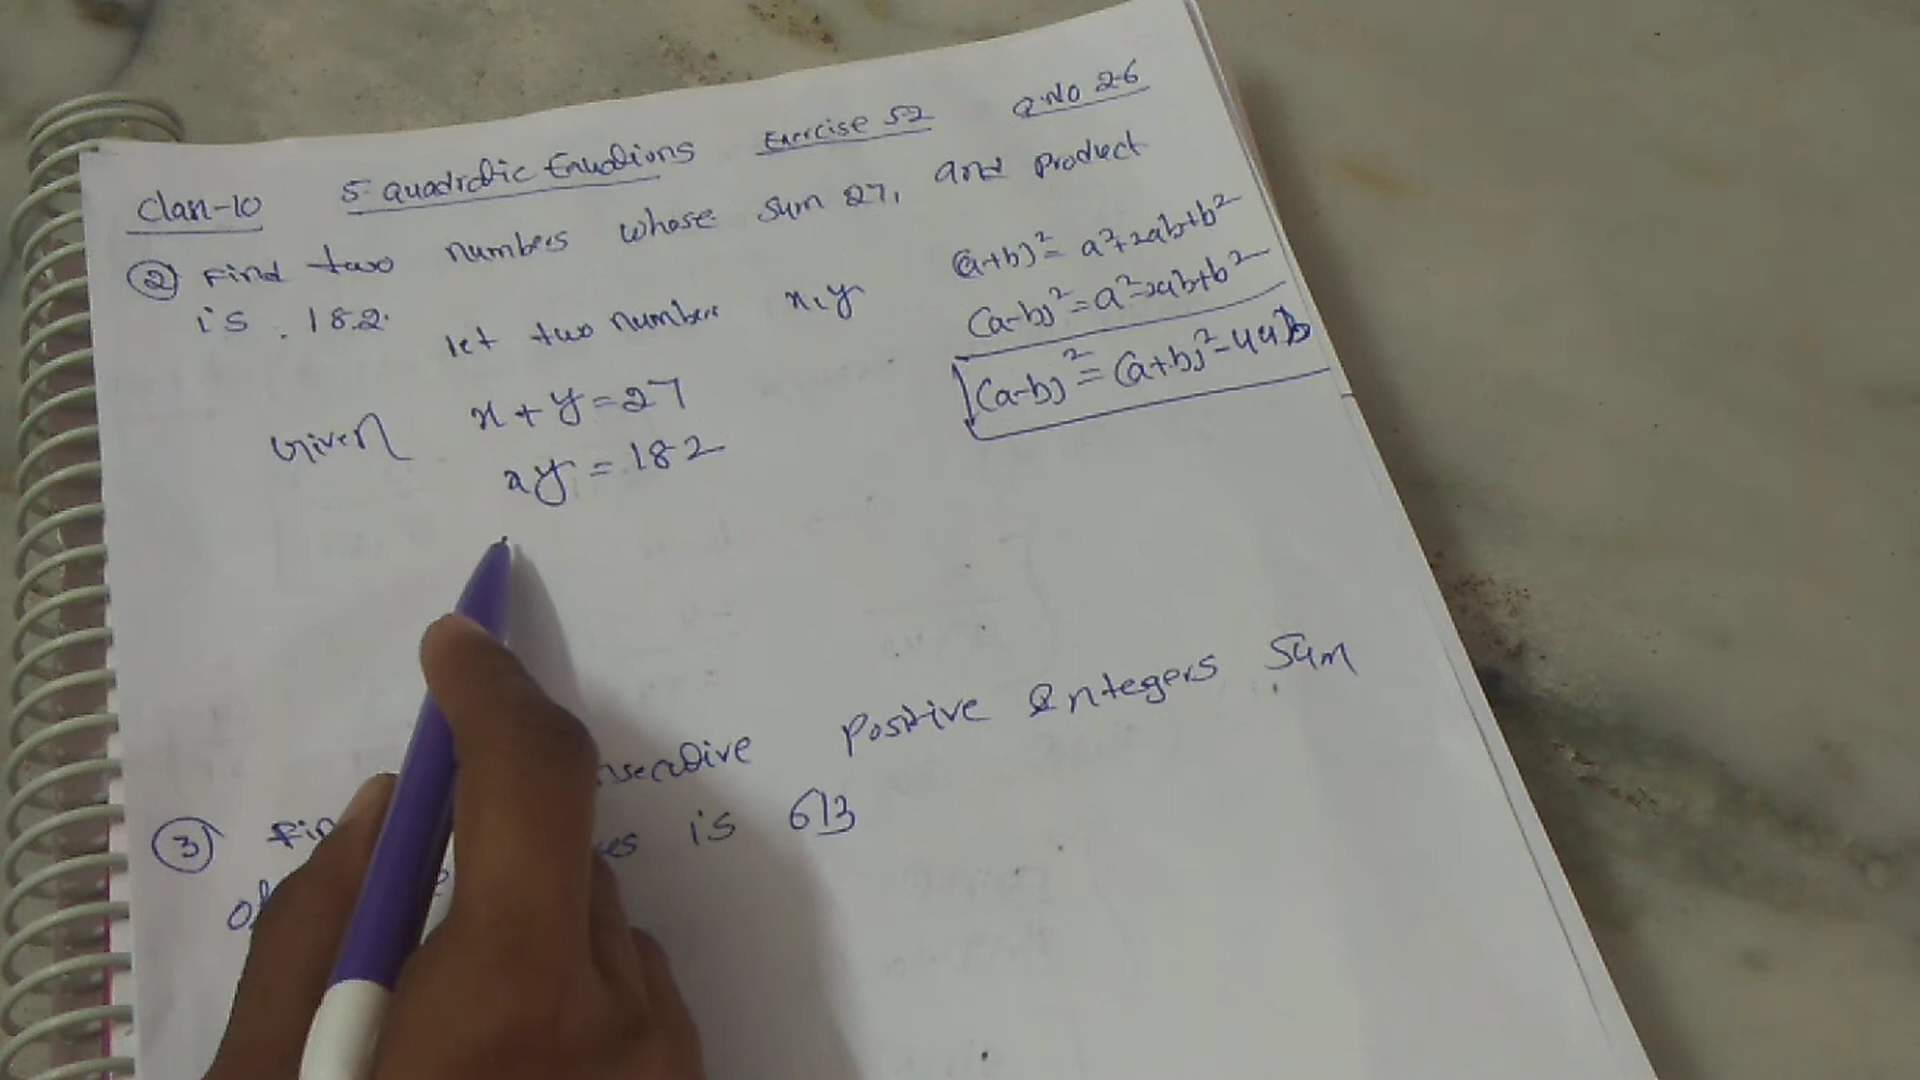 Class-10 5. Quadratic Equations Exercise 5.2 Q.NO 2-6
② Find two numbers whose sum 27, and product
is 182.
let two numbers x, y
Given x + y = 27
xy = 182
(a+b)² = a²+2ab+b²
(a-b)² = a²-2ab+b²
(a-b)² = (a+b)²-4ab
③ positive Integers Sum
is 613